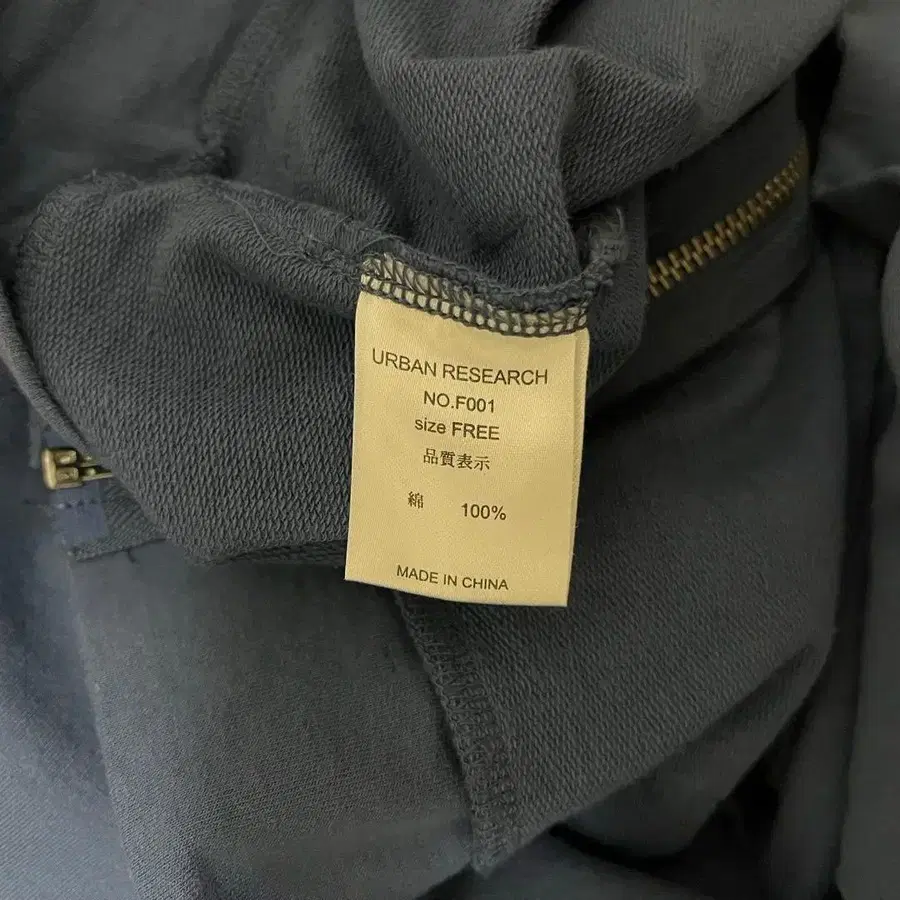 URBAN RESEARCH
NO.F001
size FREE
品質表示
綿 100%
MADE IN CHINA